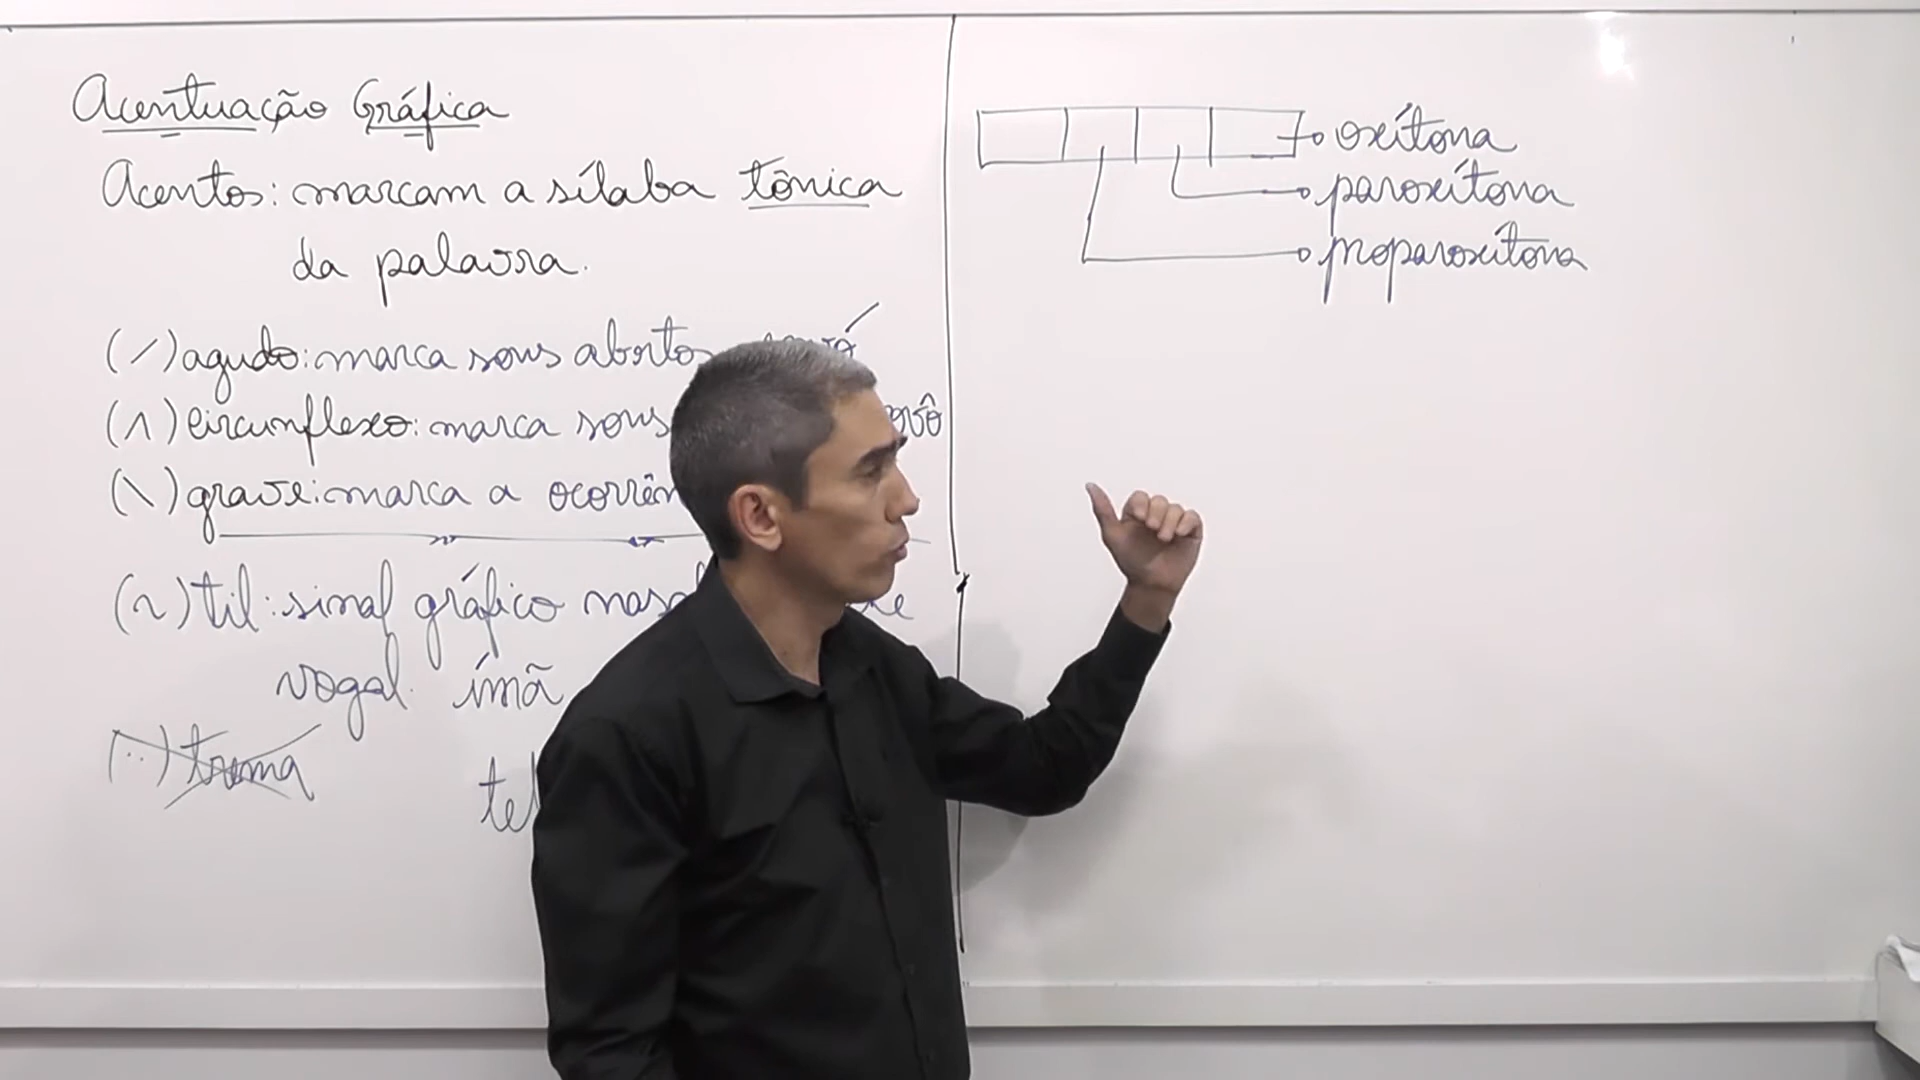 Acentuação Gráfica
Acentos: marcam a sílaba tônica
da palavra.
(´) agudo: marca sons abertos
(^) circunflexo: marca sons
(`) grave: marca a
(~) til: sinal gráfico
vogal. ímã
(¨) trema
oxítona
paroxítona
proparoxítona